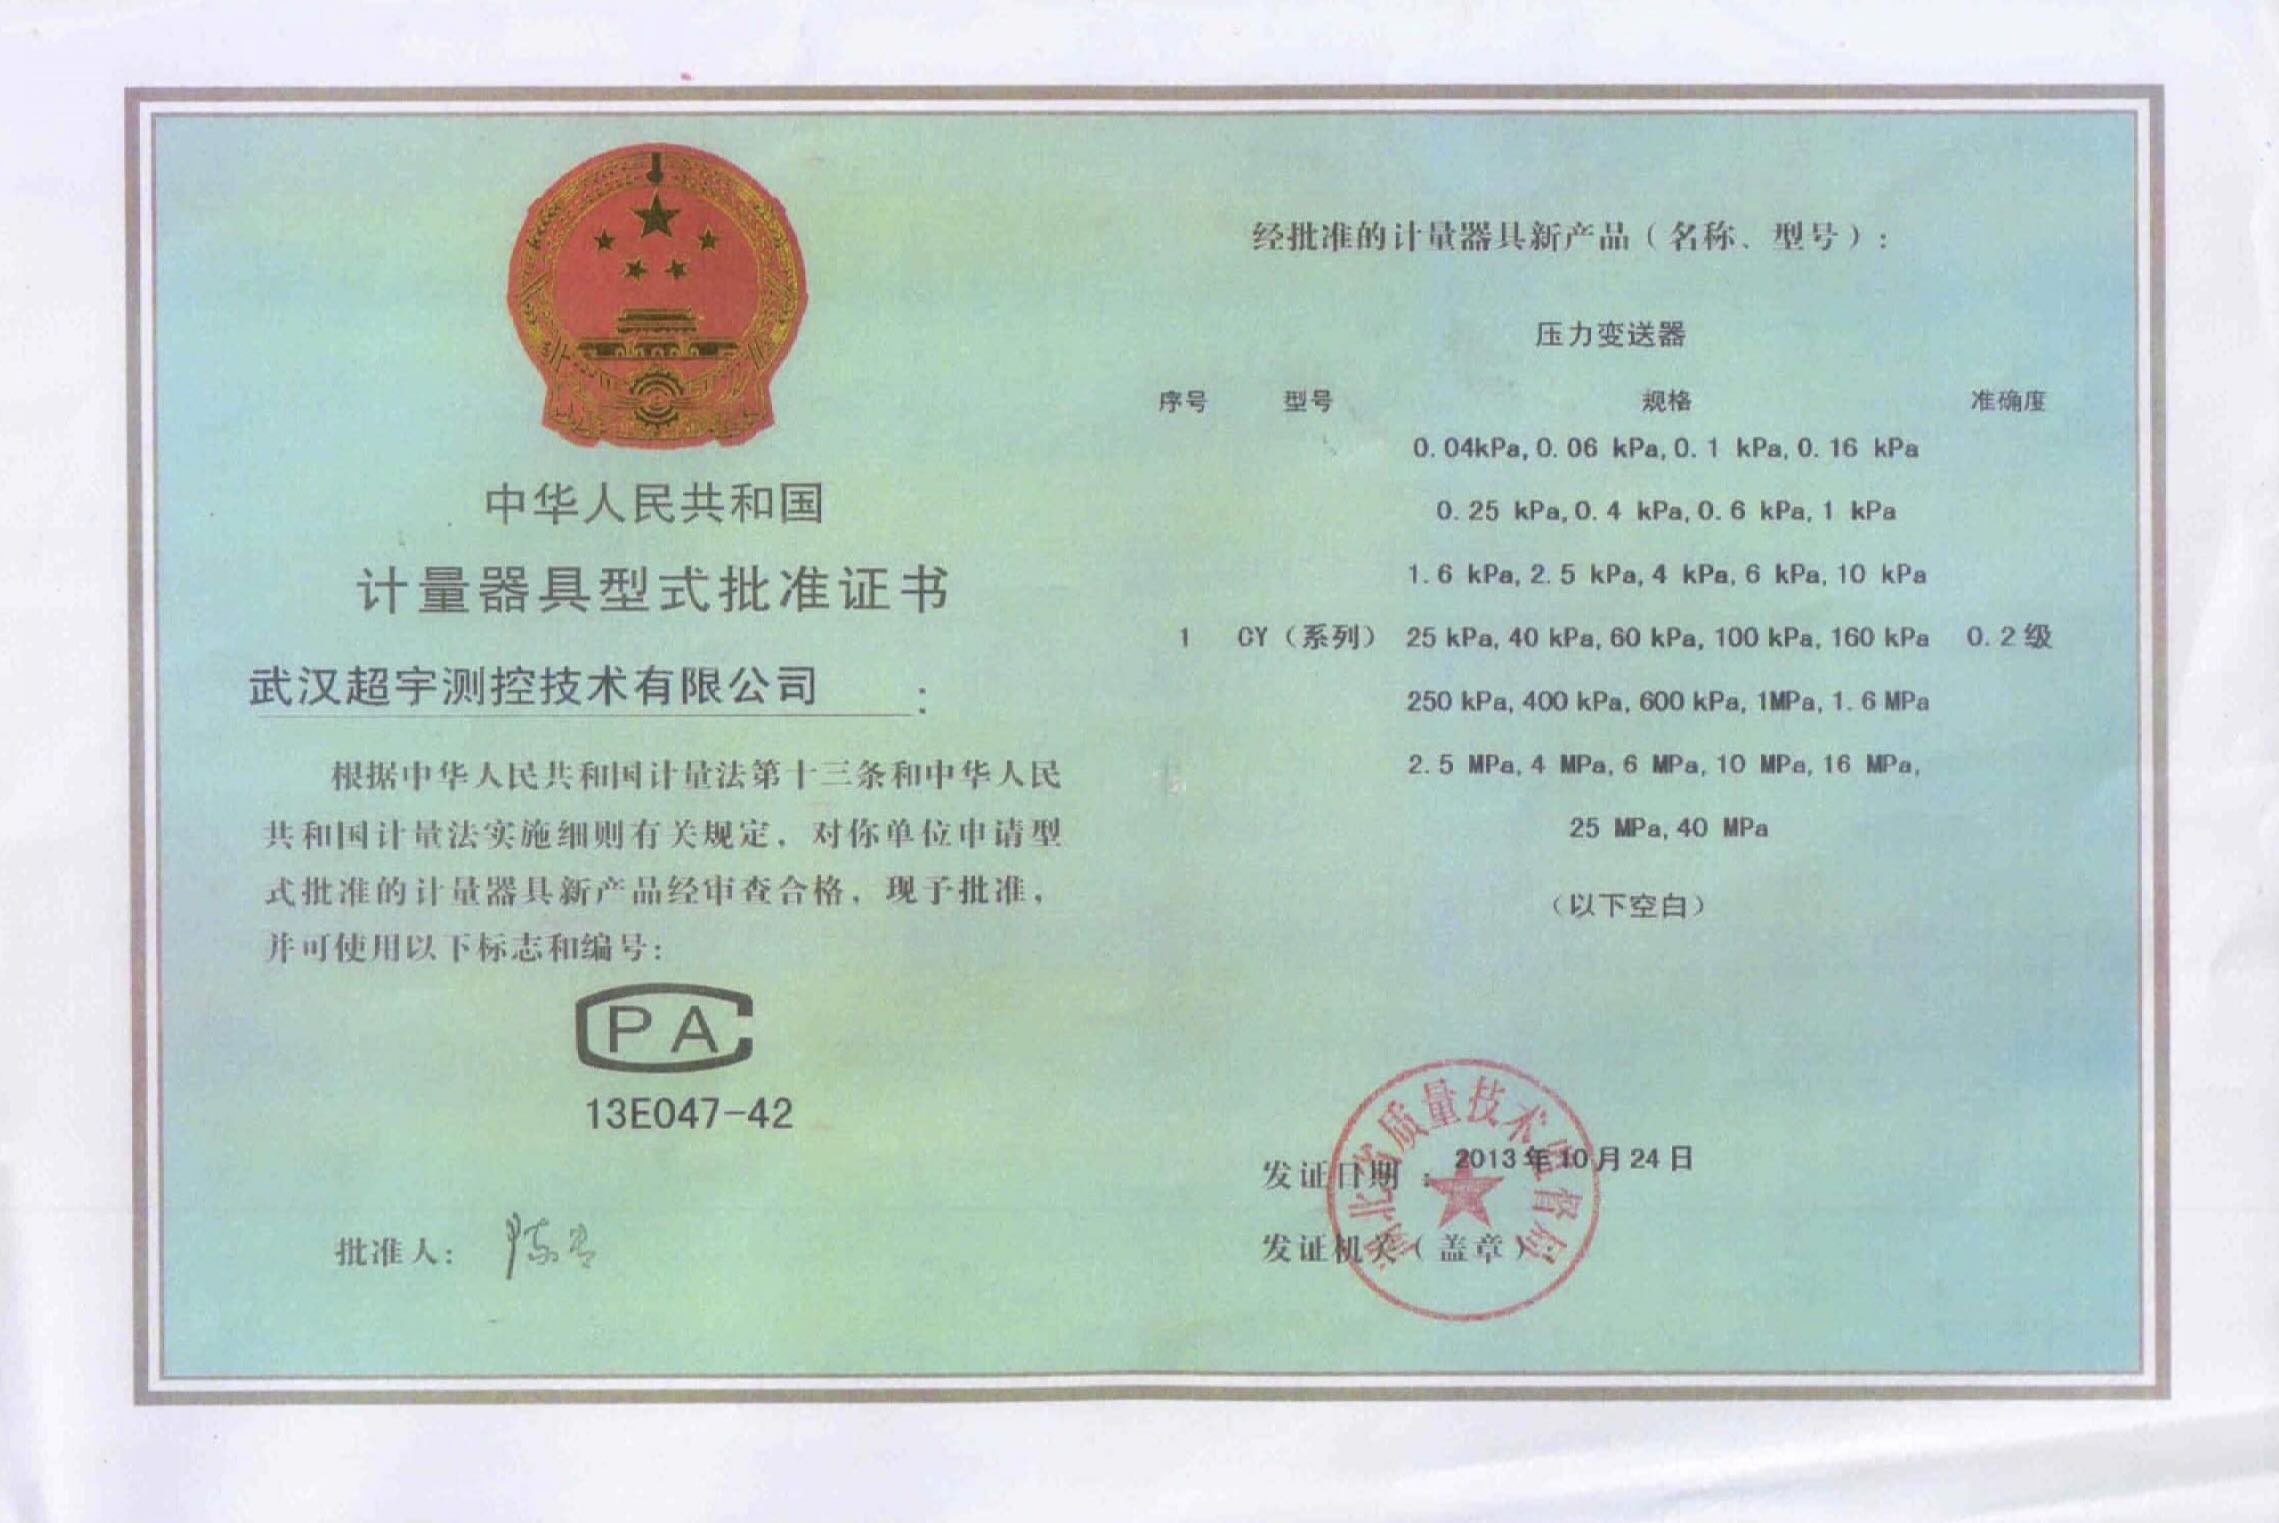 中华人民共和国
计量器具型式批准证书
武汉超宇测控技术有限公司：
根据中华人民共和国计量法第十三条和中华人民
共和国计量法实施细则有关规定，对你单位申请型
式批准的计量器具新产品经审查合格，现予批准，
并可使用以下标志和编号：
CPA
13E047-42
批准人：
经批准的计量器具新产品（名称、型号）：
压力变送器
序号 型号 规格 准确度
0.04kPa,0.06 kPa,0.1 kPa,0.16 kPa
0.25 kPa,0.4 kPa,0.6 kPa,1 kPa
1.6 kPa,2.5 kPa,4 kPa,6 kPa,10 kPa
1 CY（系列） 25 kPa,40 kPa,60 kPa,100 kPa,160 kPa 0.2级
250 kPa,400 kPa,600 kPa,1MPa,1.6 MPa
2.5 MPa,4 MPa,6 MPa,10 MPa,16 MPa,
25 MPa,40 MPa
（以下空白）
发证日期：2013年10月24日
发证机关（盖章）：
湖北省质量技术监督局